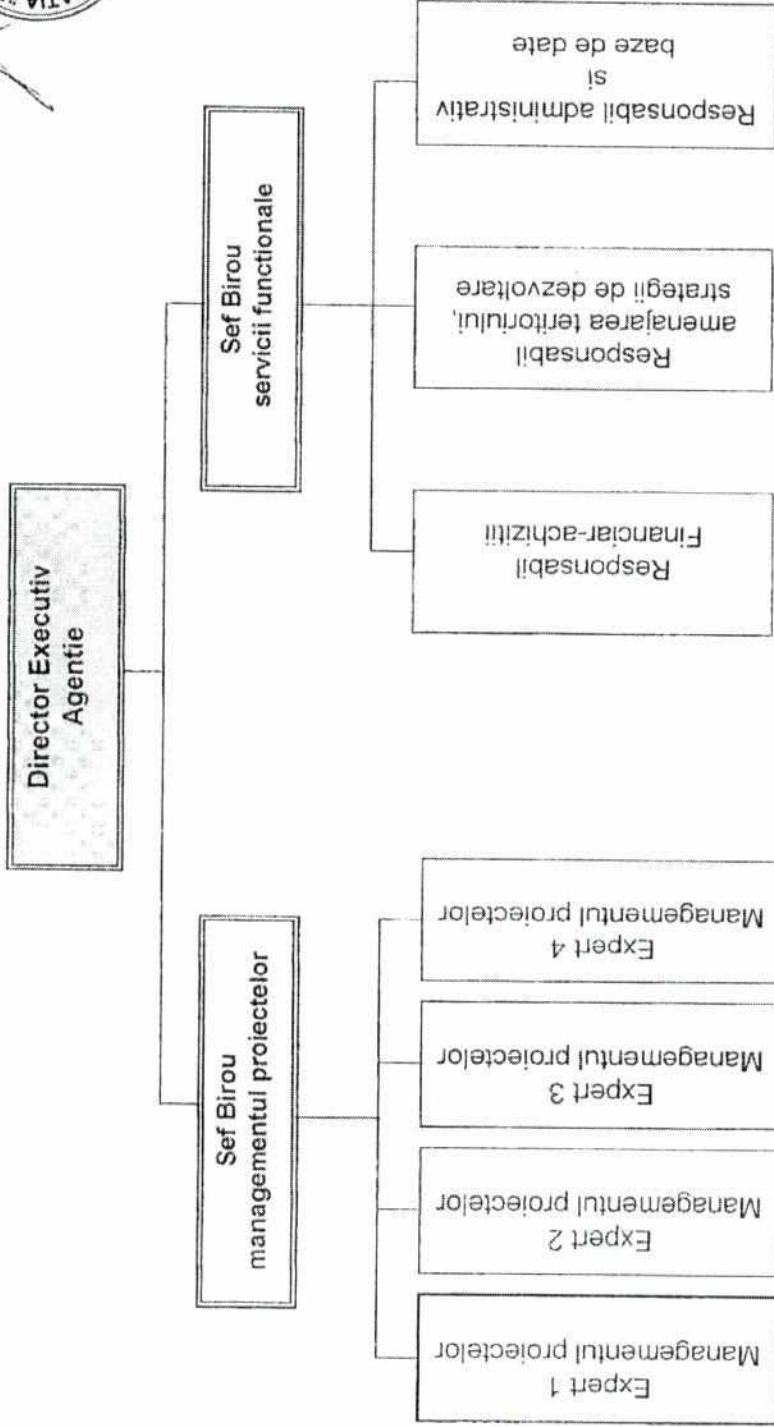 Director Executiv
Agentie
Sef Birou
managementul proiectelor
Sef Birou
servicii functionale
Expert 1
Managementul proiectelor
Expert 2
Managementul proiectelor
Expert 3
Managementul proiectelor
Expert 4
Managementul proiectelor
Responsabil
Financiar-achizitii
Responsabil
amenajarea teritoriului,
strategii de dezvoltare
Responsabil administrativ
si
baze de date